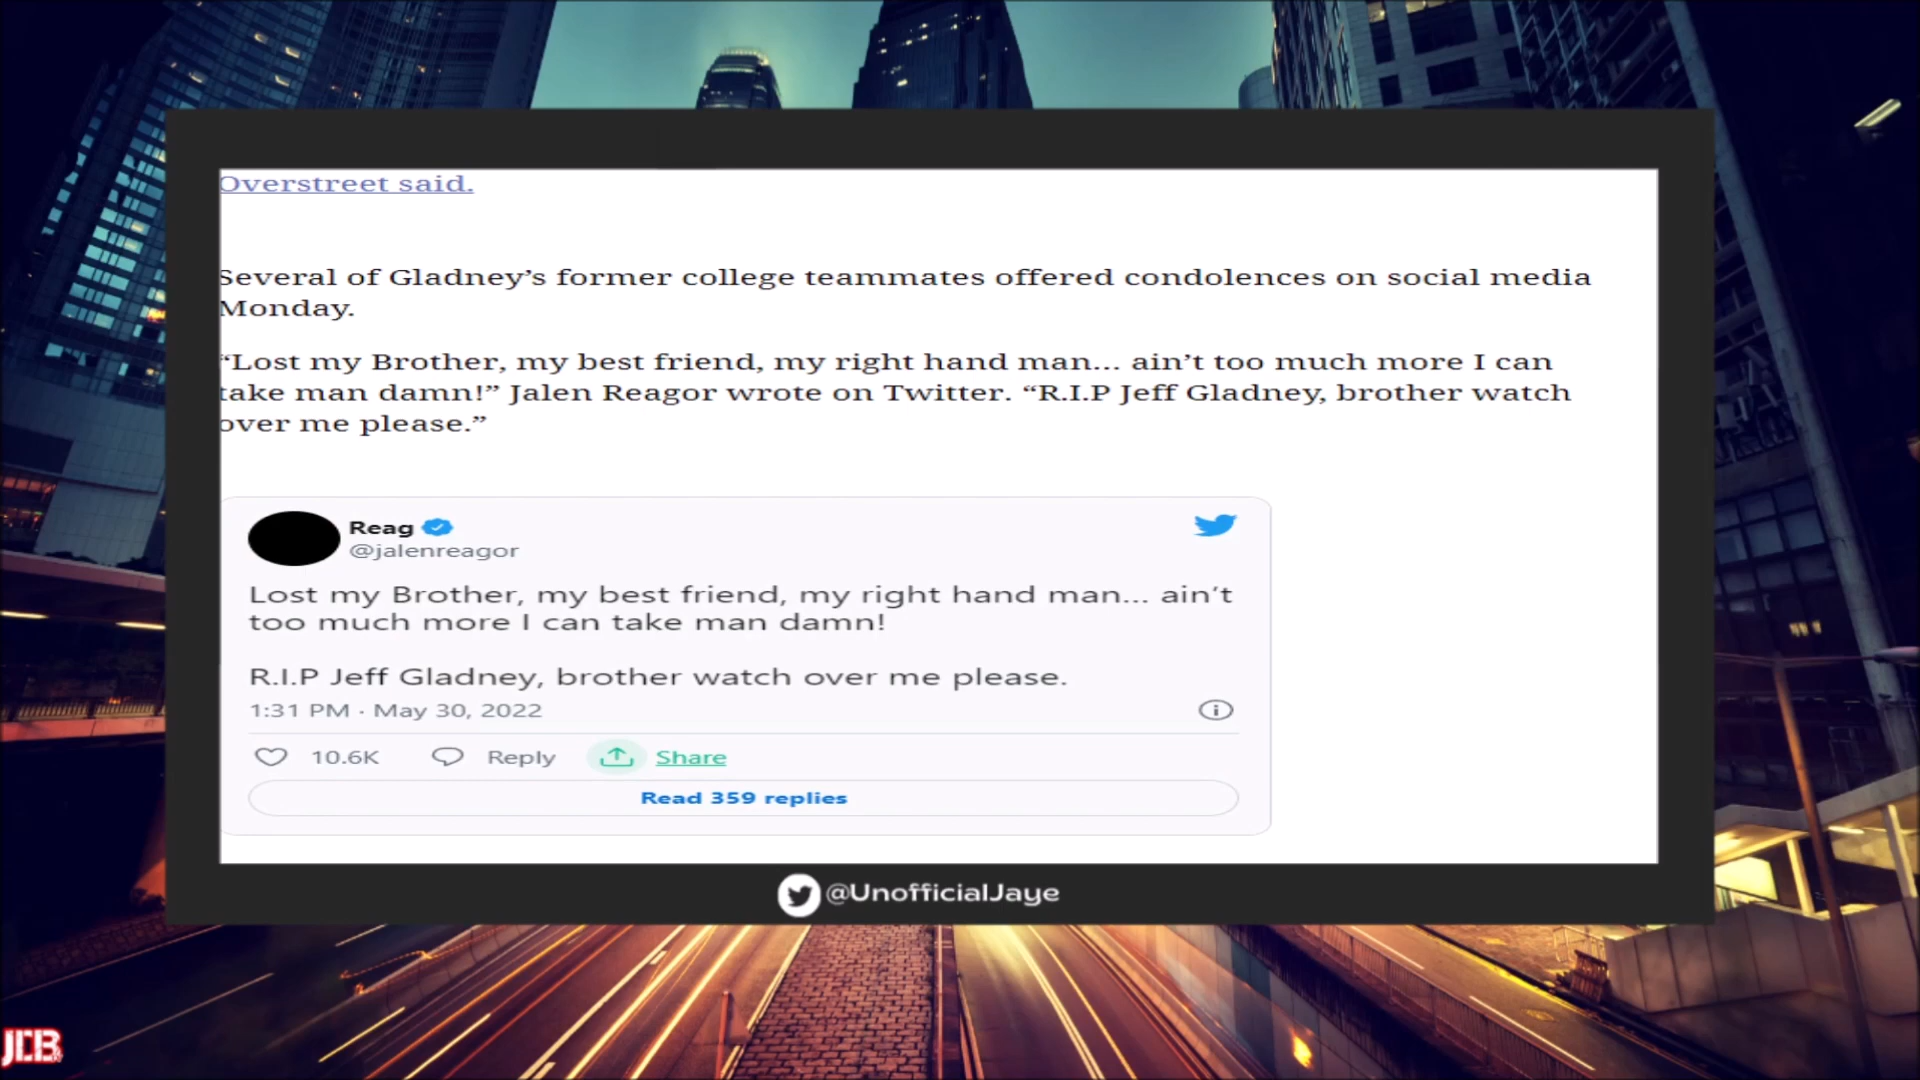 Overstreet said.
Several of Gladney’s former college teammates offered condolences on social media
Monday.
“Lost my Brother, my best friend, my right hand man... ain’t too much more I can
take man damn!” Jalen Reagor wrote on Twitter. “R.I.P Jeff Gladney, brother watch
over me please.”
Reag
@jalenreagor
Lost my Brother, my best friend, my right hand man... ain’t
too much more I can take man damn!
R.I.P Jeff Gladney, brother watch over me please.
1:31 PM · May 30, 2022
10.6K Reply Share
Read 359 replies
@UnofficialJaye
JCB